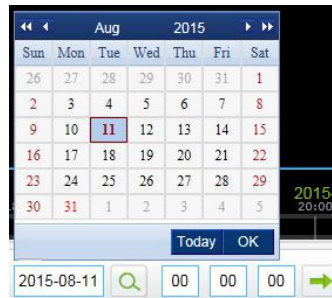 Aug 2015
Sun Mon Tue Wed Thu Fri Sat
26 27 28 29 30 31 1
2 3 4 5 6 7 8
9 10 11 12 13 14 15
16 17 18 19 20 21 22
23 24 25 26 27 28 29
30 31 1 2 3 4 5
2015-
20:00
Today OK
2015-08-11 00 00 00